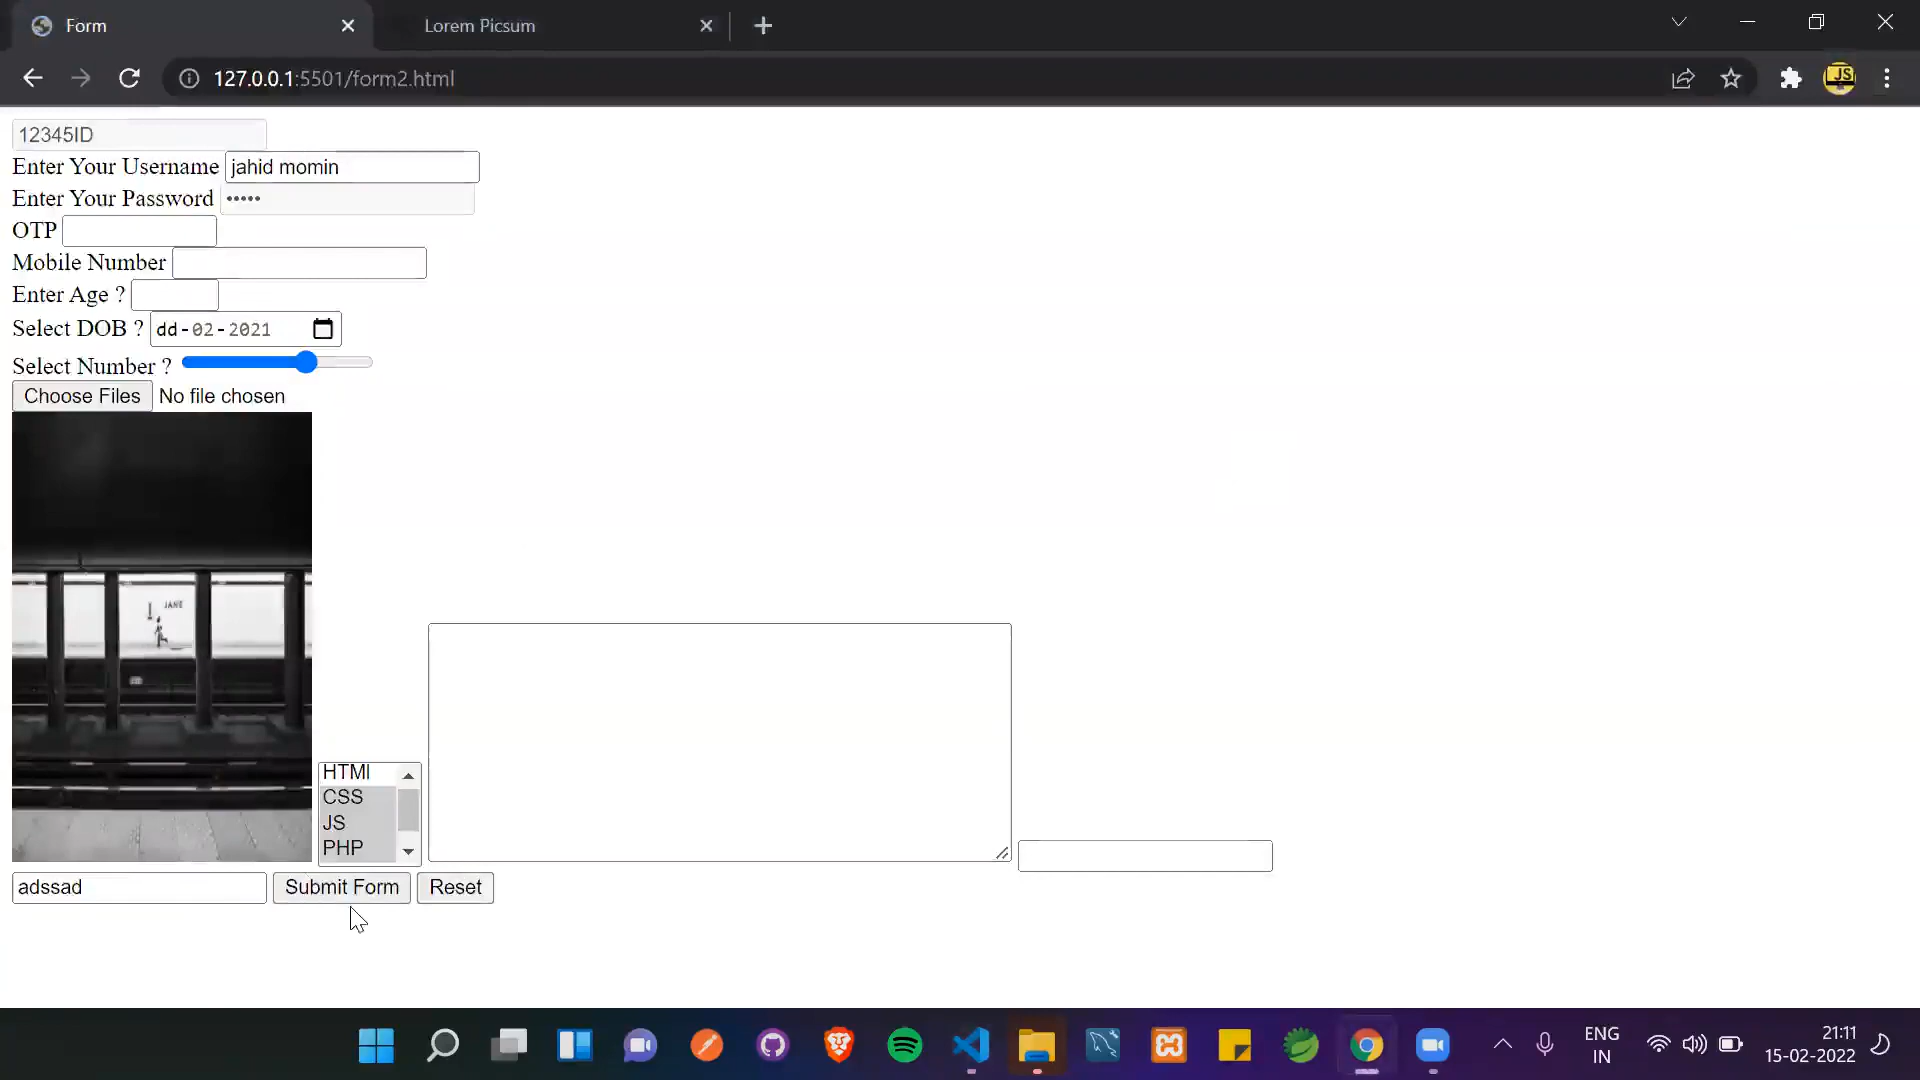 Form
Lorem Picsum
127.0.0.1:5501/form2.html
JS
12345ID
Enter Your Username jahid momin
Enter Your Password •••••
OTP
Mobile Number
Enter Age ?
Select DOB ? dd-02-2021
Select Number ?
Choose Files No file chosen
JANE
HTMl
CSS
JS
PHP
adssad Submit Form Reset
ENG
IN
21:11
15-02-2022